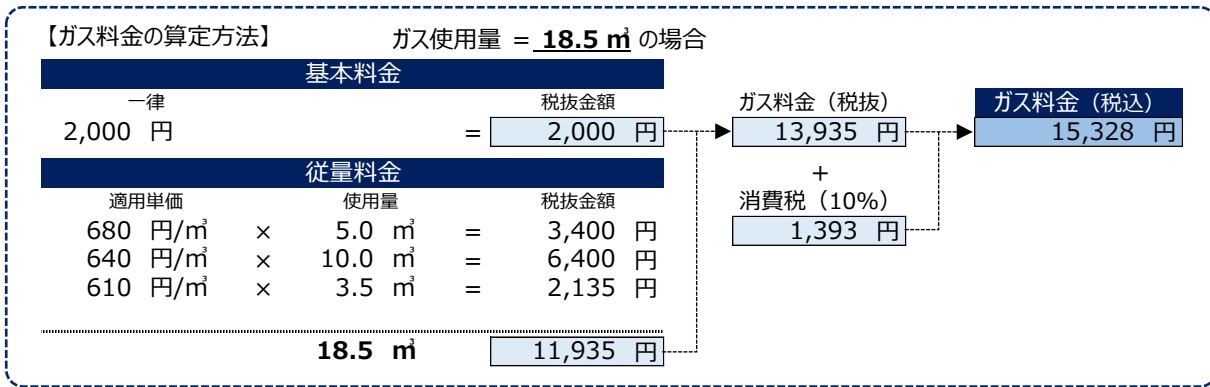 【ガス料金の算定方法】 ガス使用量 = 18.5 ㎥ の場合
基本料金
一律 税抜金額
2,000 円 = 2,000 円
従量料金
適用単価 使用量 税抜金額
680 円/㎥ × 5.0 ㎥ = 3,400 円
640 円/㎥ × 10.0 ㎥ = 6,400 円
610 円/㎥ × 3.5 ㎥ = 2,135 円
18.5 ㎥ 11,935 円
ガス料金（税抜）
13,935 円
+
消費税（10%）
1,393 円
ガス料金（税込）
15,328 円